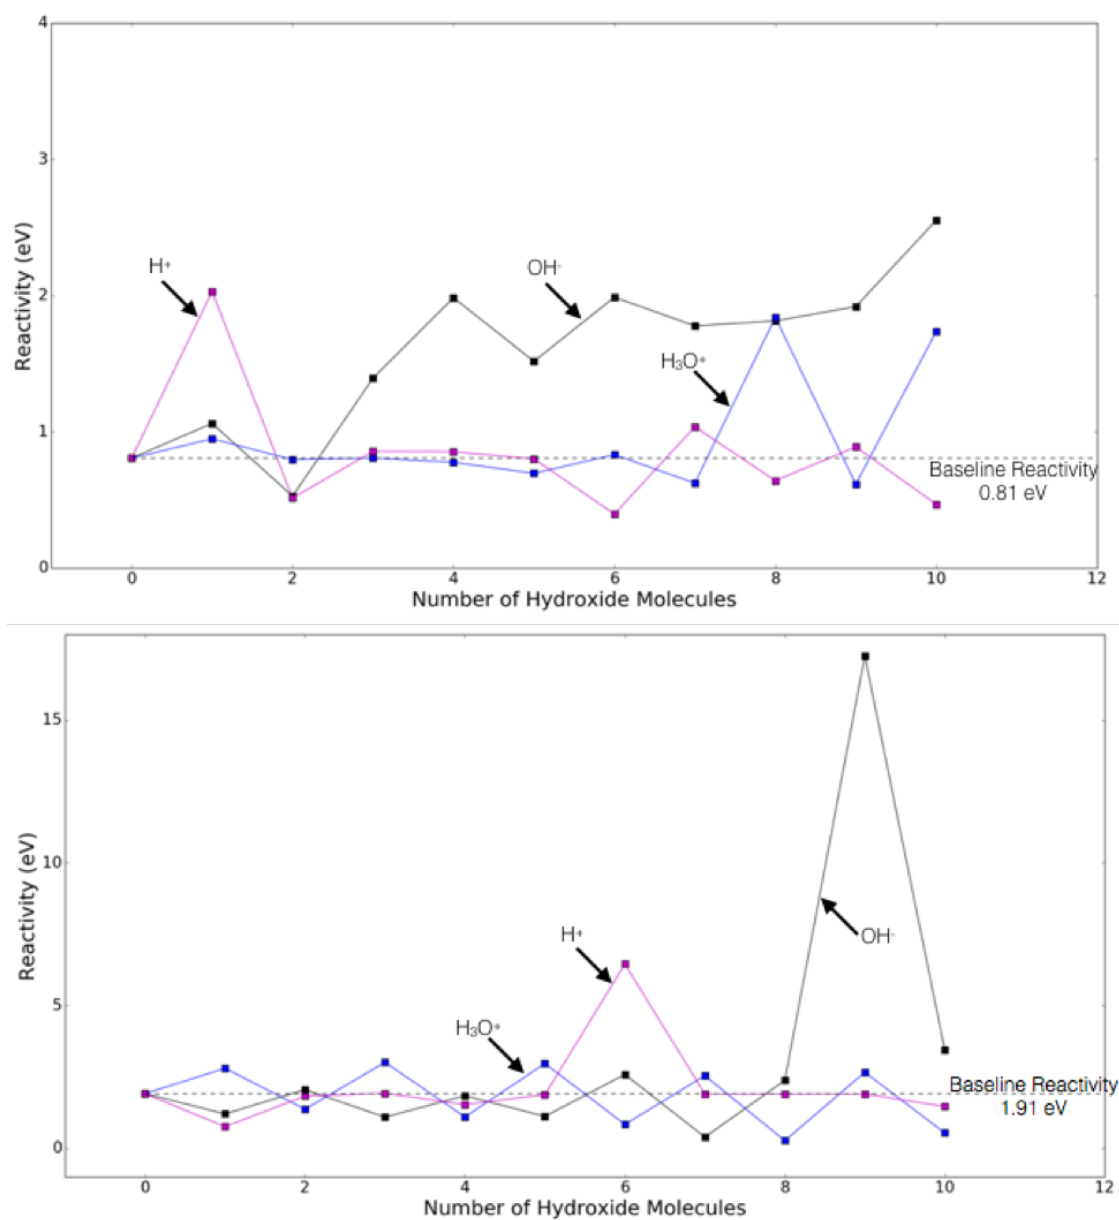 4
3
2
1
0
Reactivity (eV)
H+
OH-
H₃O+
Baseline Reactivity
0.81 eV
0 2 4 6 8 10 12
Number of Hydroxide Molecules
15
10
5
0
Reactivity (eV)
H+
OH-
H₃O+
Baseline Reactivity
1.91 eV
0 2 4 6 8 10 12
Number of Hydroxide Molecules